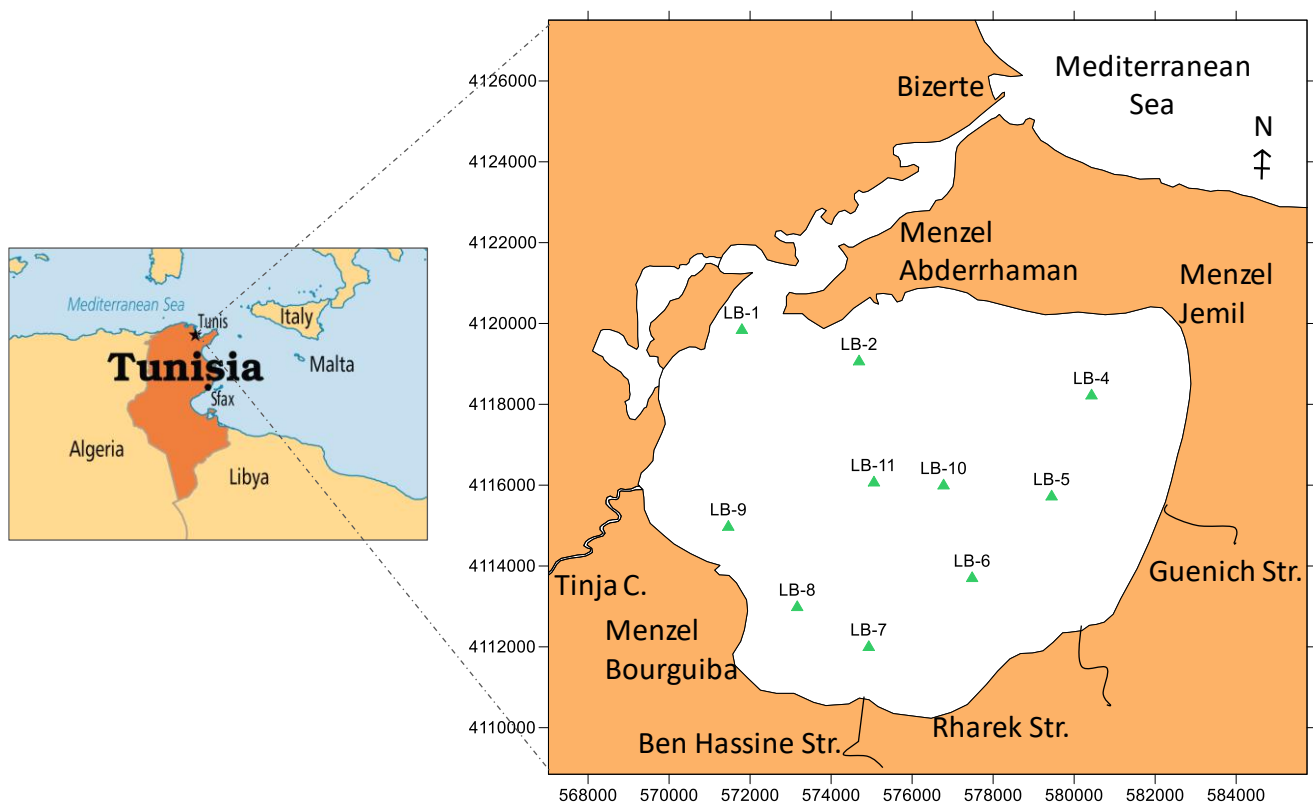 Mediterranean Sea
Italy
Tunis
Tunisia
Malta
Sfax
Algeria
Libya
4126000
4124000
4122000
4120000
4118000
4116000
4114000
4112000
4110000
Mediterranean
Sea
Bizerte
N
Menzel
Abderrhaman
Menzel
Jemil
LB-1
LB-2
LB-4
LB-11
LB-10
LB-5
LB-9
LB-6
LB-8
LB-7
Tinja C.
Guenich Str.
Menzel
Bourguiba
Rharek Str.
Ben Hassine Str.
568000
570000
572000
574000
576000
578000
580000
582000
584000